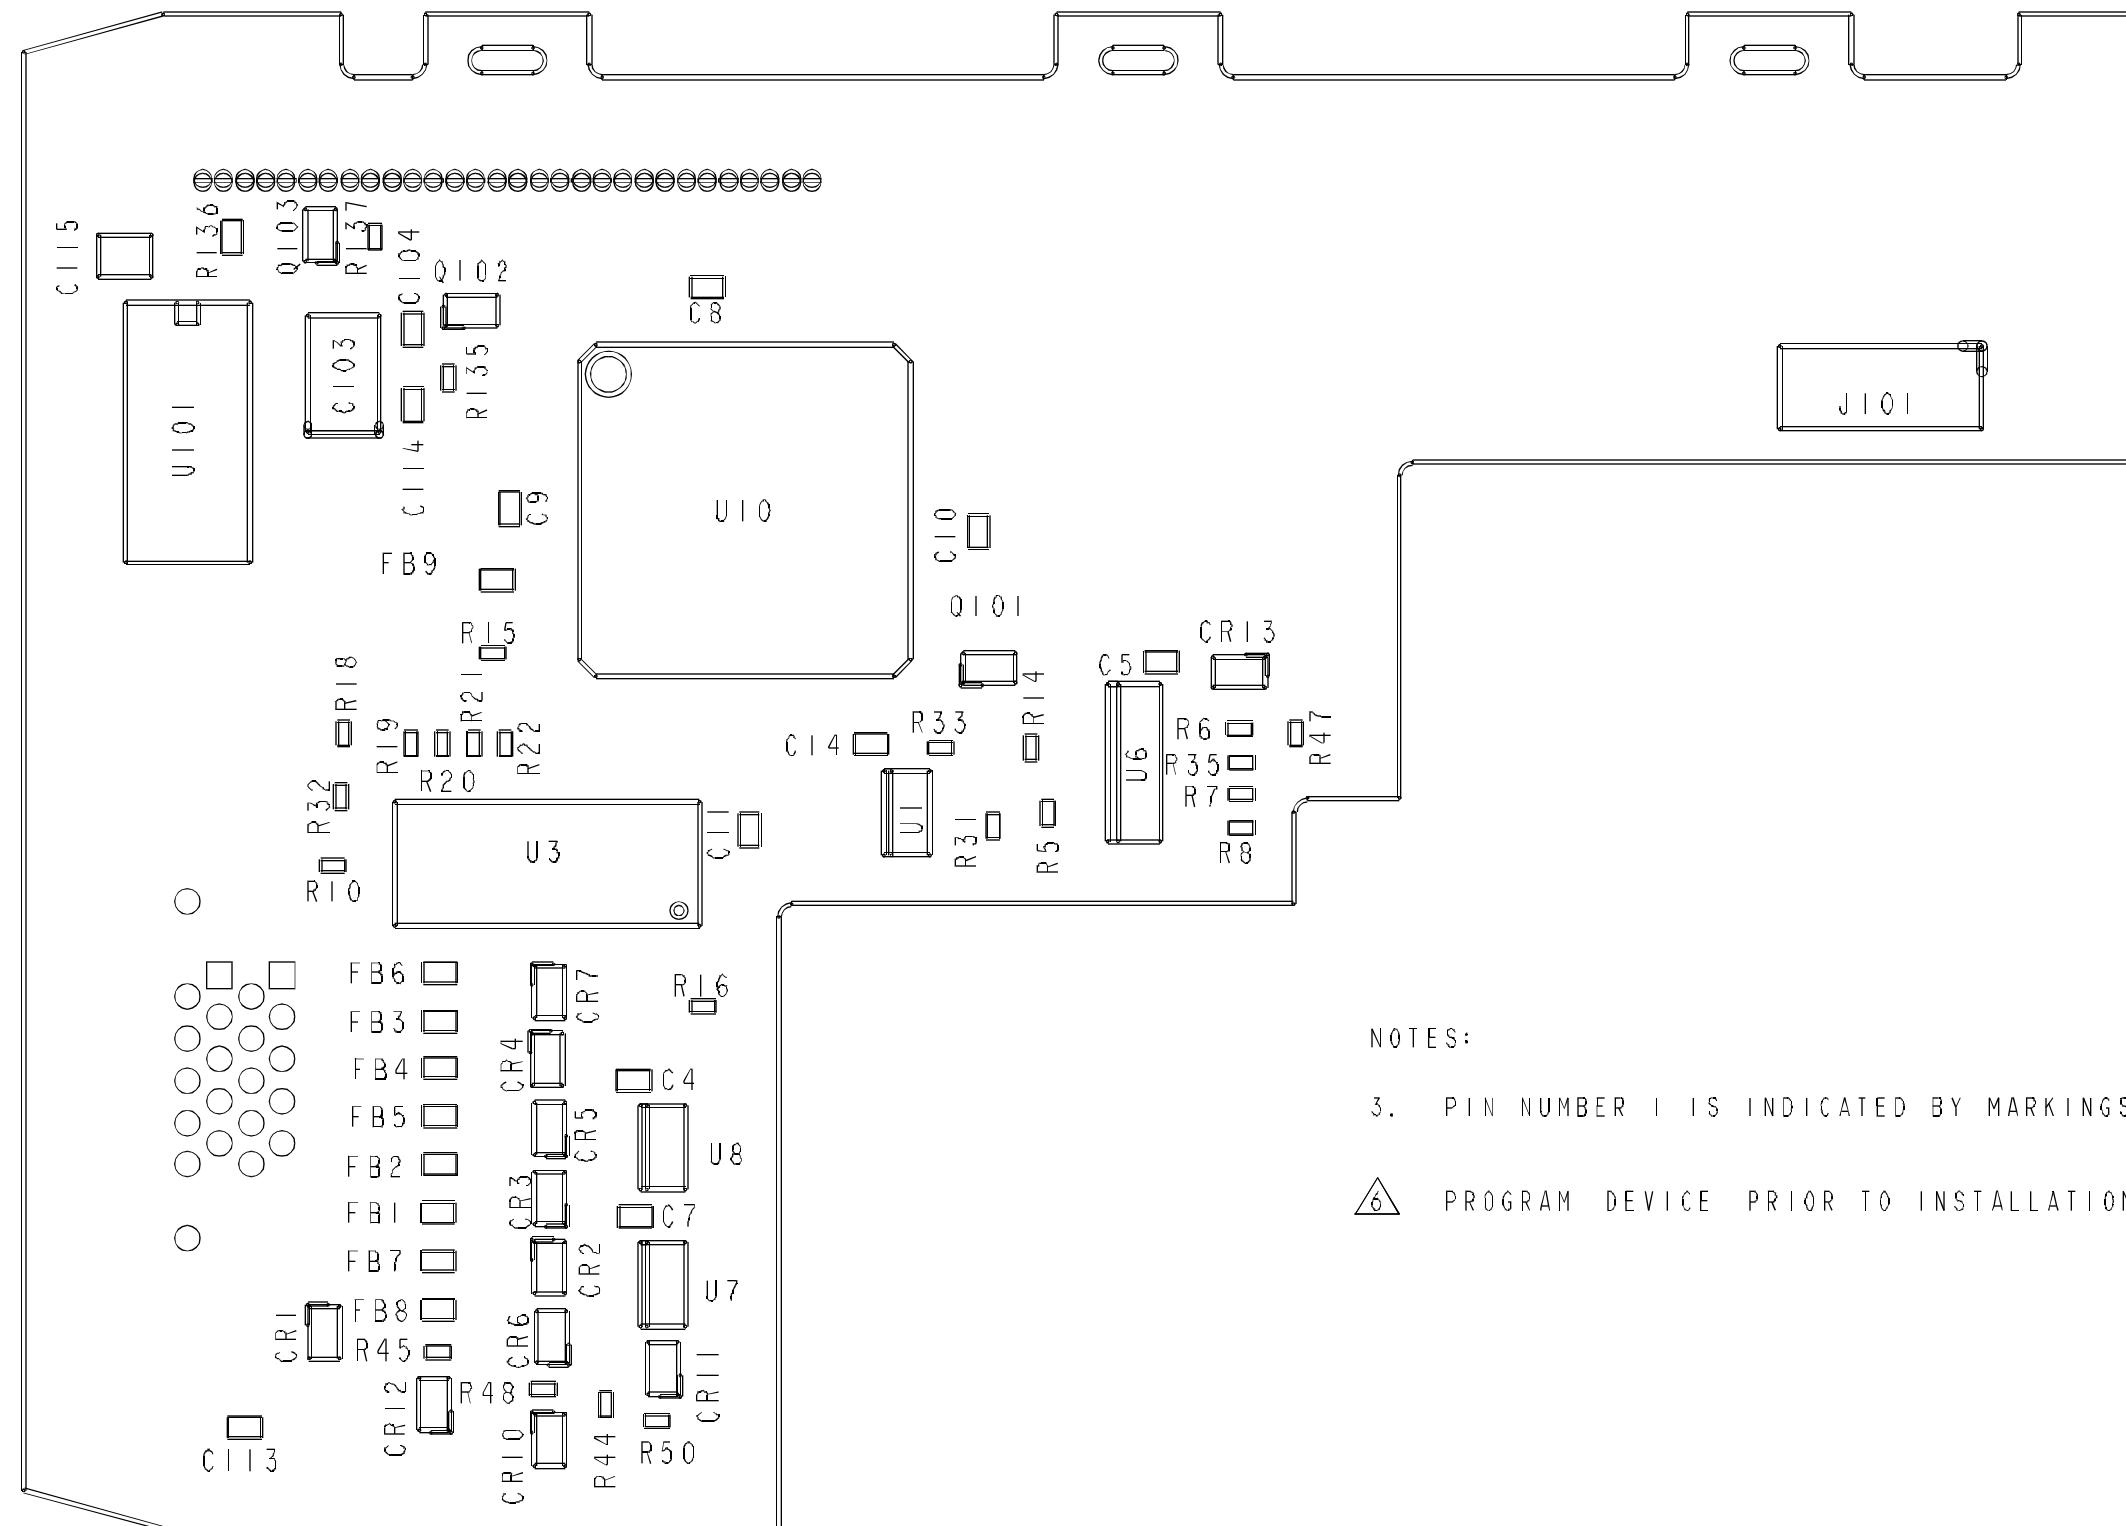 C115
R136
Q103
R137
C104
Q102
C8
C103
R135
J101
U101
C114
C9
U10
C10
FB9
Q101
R15
CR13
C5
R18
R21
R14
R33
R19
R22
C14
R6
R47
R20
U6
R35
R32
R7
U1
C11
U3
R31
R5
R8
R10
FB6
CR7
R16
FB3
NOTES:
CR4
FB4
C4
FB5
CR5
3. PIN NUMBER 1 IS INDICATED BY MARKINGS
U8
FB2
CR3
6 PROGRAM DEVICE PRIOR TO INSTALLATION
FB1
C7
FB7
CR2
U7
FB8
CR1
CR6
R45
CR11
R48
CR12
C113
CR10
R44
R50